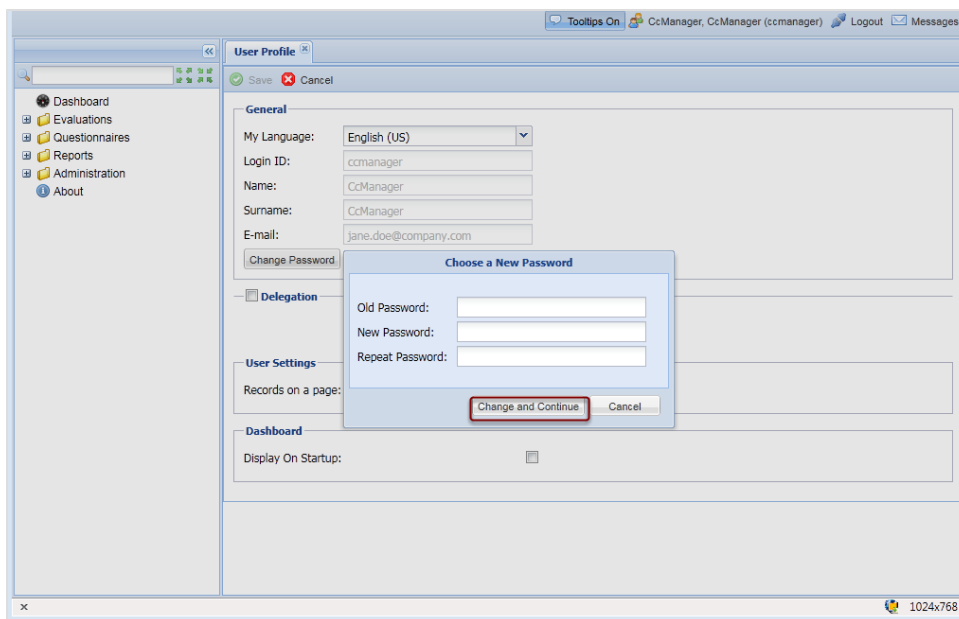 Tooltips On CcManager, CcManager (ccmanager) Logout Messages
User Profile
Save Cancel
Dashboard
Evaluations
Questionnaires
Reports
Administration
About
General
My Language: English (US)
Login ID: ccmanager
Name: CcManager
Surname: CcManager
E-mail: jane.doe@company.com
Change Password
Choose a New Password
Old Password:
New Password:
Repeat Password:
Change and Continue Cancel
Delegation
User Settings
Records on a page:
Dashboard
Display On Startup:
1024x768